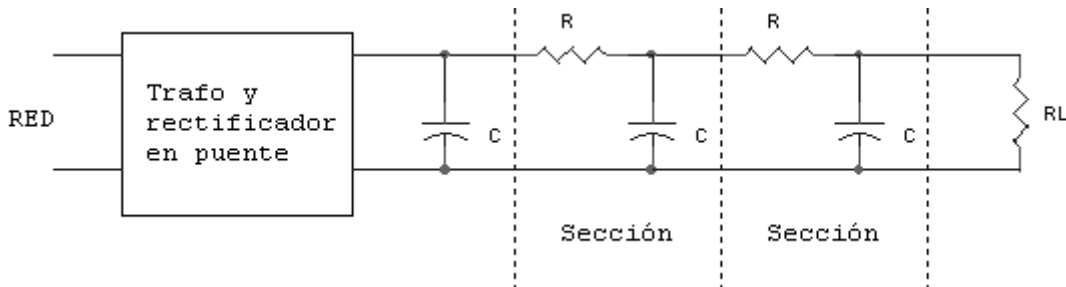 R
R
RED
Trafo y
rectificador
en puente
C
C
C
RL
Sección
Sección